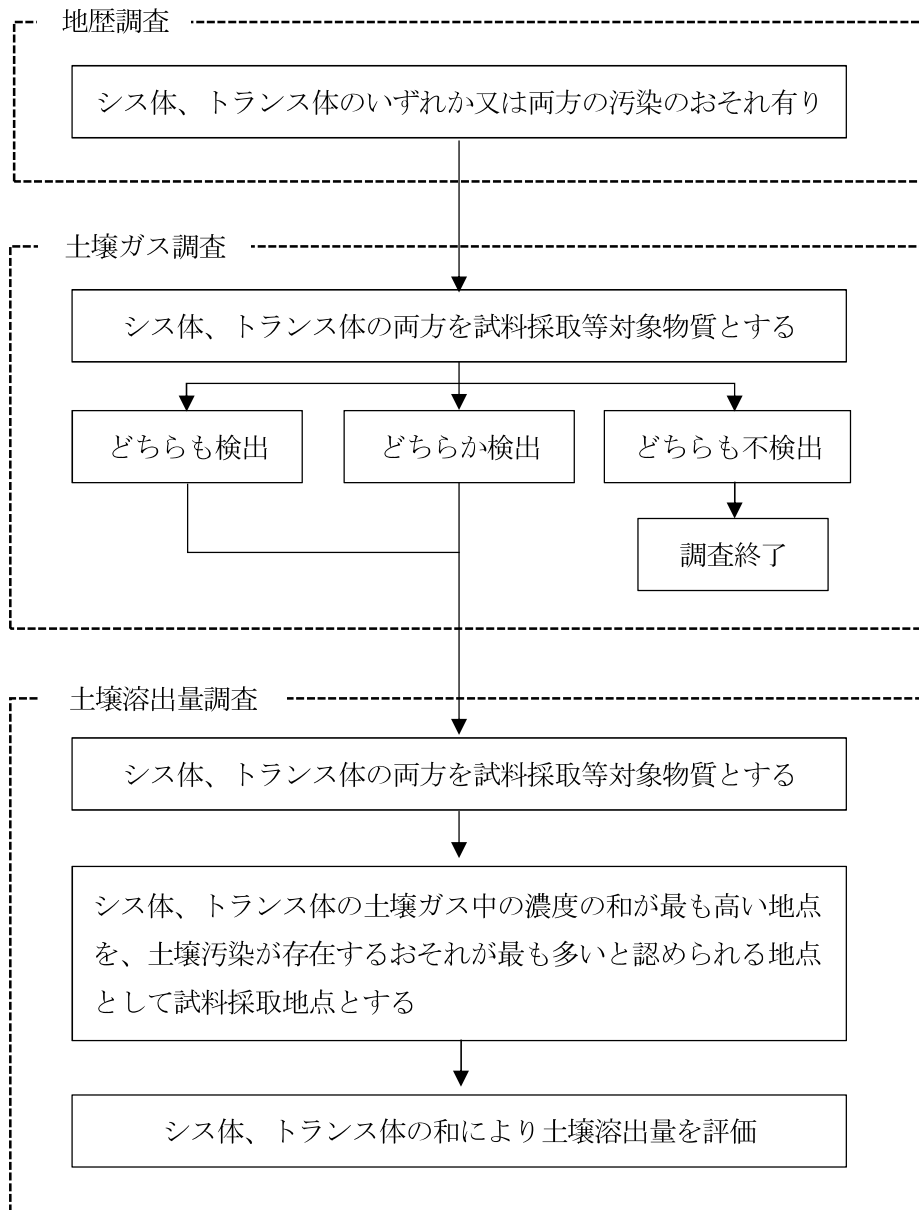 地歴調査
シス体、トランス体のいずれか又は両方の汚染のおそれ有り
土壌ガス調査
シス体、トランス体の両方を試料採取等対象物質とする
どちらも検出
どちらか検出
どちらも不検出
調査終了
土壌溶出量調査
シス体、トランス体の両方を試料採取等対象物質とする
シス体、トランス体の土壌ガス中の濃度の和が最も高い地点
を、土壌汚染が存在するおそれが最も多いと認められる地点
として試料採取地点とする
シス体、トランス体の和により土壌溶出量を評価